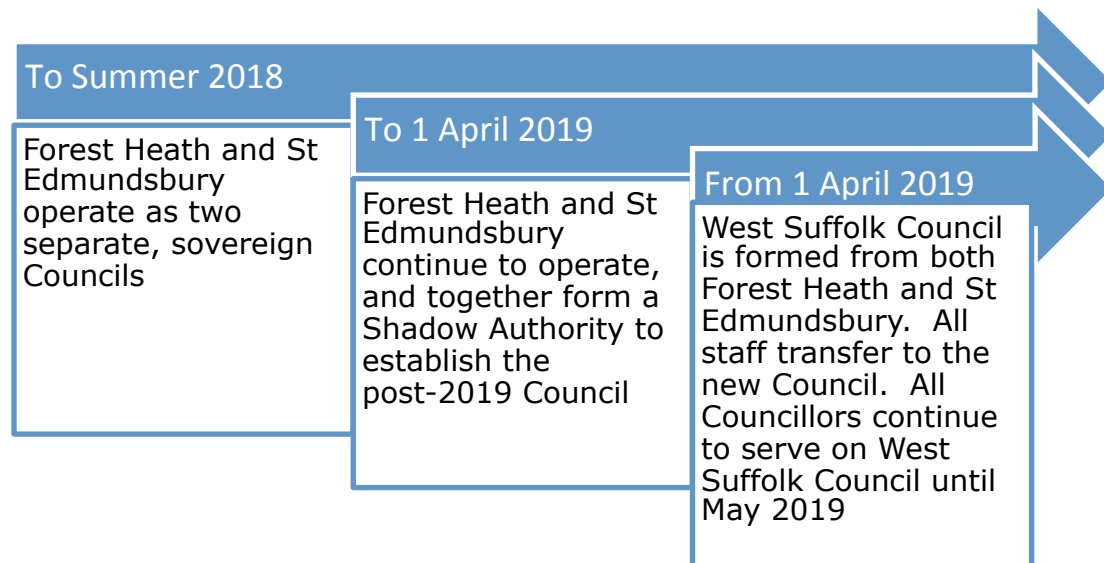 To Summer 2018
Forest Heath and St
Edmundsbury
operate as two
separate, sovereign
Councils
To 1 April 2019
Forest Heath and St
Edmundsbury
continue to operate,
and together form a
Shadow Authority to
establish the
post-2019 Council
From 1 April 2019
West Suffolk Council
is formed from both
Forest Heath and St
Edmundsbury.  All
staff transfer to the
new Council.  All
Councillors continue
to serve on West
Suffolk Council until
May 2019